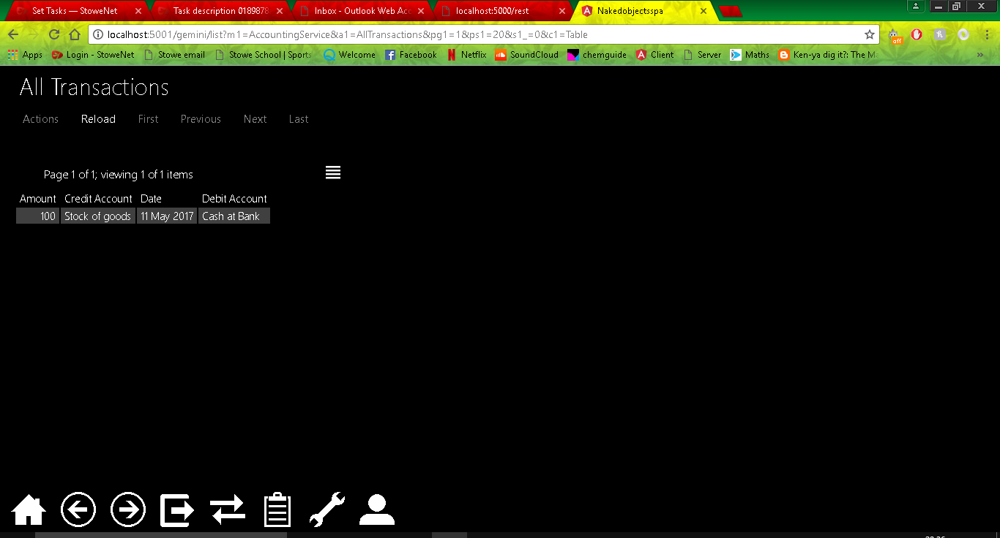 Set Tasks — StoweNet Task description 0189878 Inbox - Outlook Web Acc localhost:5000/rest Nakedobjectsspa
localhost:5001/gemini/list?m1=AccountingService&a1=AllTransactions&pg1=1&ps1=20&s1_=0&c1=Table
Apps Login - StoweNet Stowe email Stowe School | Sports Welcome Facebook Netflix SoundCloud chemguide Client Server Maths Ken-ya dig it?: The Ma
off
All Transactions
Actions Reload First Previous Next Last
Page 1 of 1; viewing 1 of 1 items
Amount Credit Account Date Debit Account
100 Stock of goods 11 May 2017 Cash at Bank